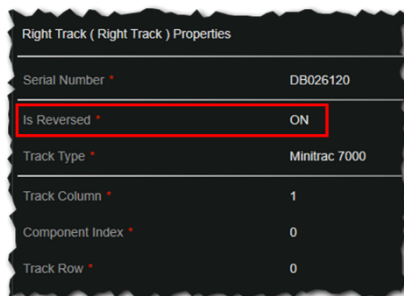 Right Track ( Right Track ) Properties
Serial Number * DB026120
Is Reversed * ON
Track Type * Minitrac 7000
Track Column * 1
Component Index * 0
Track Row * 0